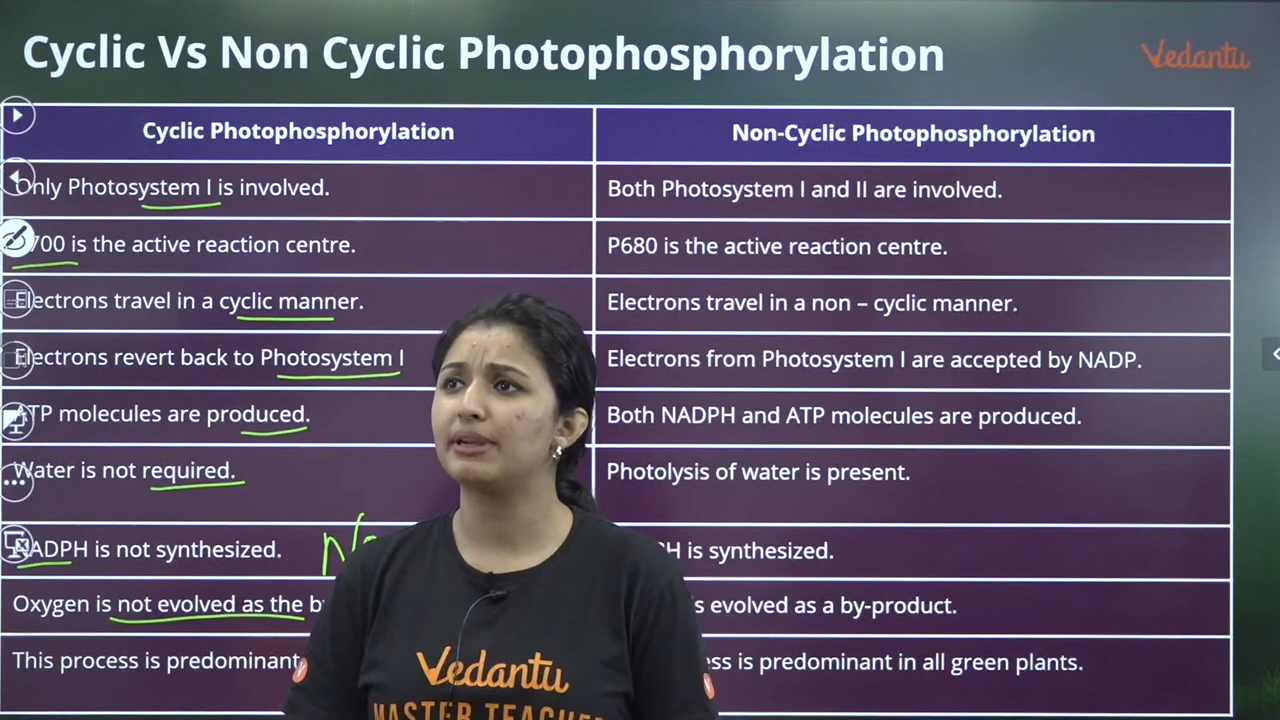 Cyclic Vs Non Cyclic Photophosphorylation
Vedantu
Cyclic Photophosphorylation
Non-Cyclic Photophosphorylation
Only Photosystem I is involved.
Both Photosystem I and II are involved.
P700 is the active reaction centre.
P680 is the active reaction centre.
Electrons travel in a cyclic manner.
Electrons travel in a non – cyclic manner.
Electrons revert back to Photosystem I
Electrons from Photosystem I are accepted by NADP.
ATP molecules are produced.
Both NADPH and ATP molecules are produced.
Water is not required.
Photolysis of water is present.
NADPH is not synthesized.
is synthesized.
Oxygen is not evolved as the
is evolved as a by-product.
This process is predominant
is predominant in all green plants.
Vedantu
MASTER TEACHER